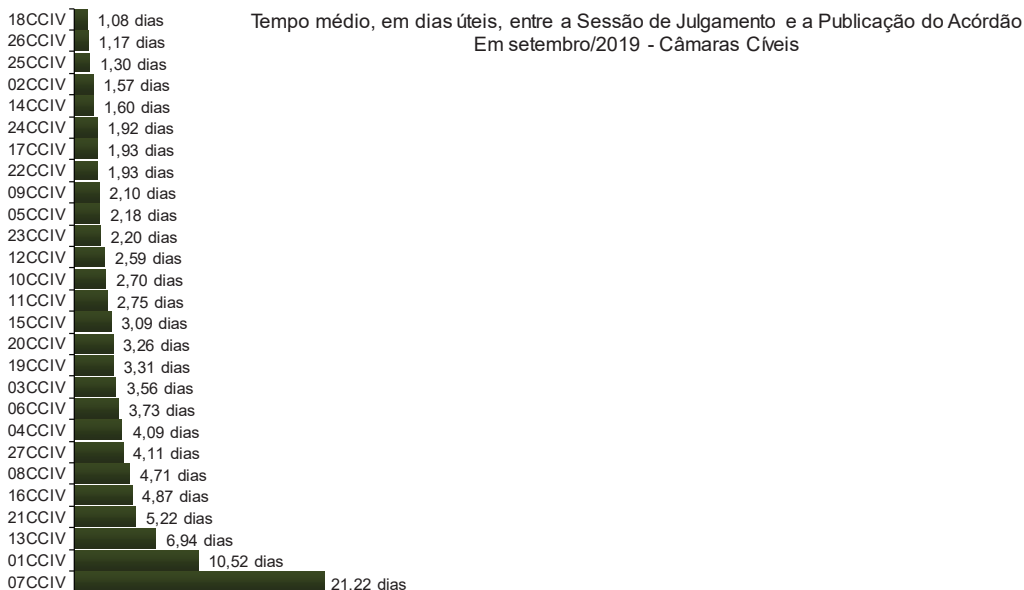 Tempo médio, em dias úteis, entre a Sessão de Julgamento e a Publicação do Acórdão
Em setembro/2019 - Câmaras Cíveis
18CCIV 1,08 dias
26CCIV 1,17 dias
25CCIV 1,30 dias
02CCIV 1,57 dias
14CCIV 1,60 dias
24CCIV 1,92 dias
17CCIV 1,93 dias
22CCIV 1,93 dias
09CCIV 2,10 dias
05CCIV 2,18 dias
23CCIV 2,20 dias
12CCIV 2,59 dias
10CCIV 2,70 dias
11CCIV 2,75 dias
15CCIV 3,09 dias
20CCIV 3,26 dias
19CCIV 3,31 dias
03CCIV 3,56 dias
06CCIV 3,73 dias
04CCIV 4,09 dias
27CCIV 4,11 dias
08CCIV 4,71 dias
16CCIV 4,87 dias
21CCIV 5,22 dias
13CCIV 6,94 dias
01CCIV 10,52 dias
07CCIV 21,22 dias